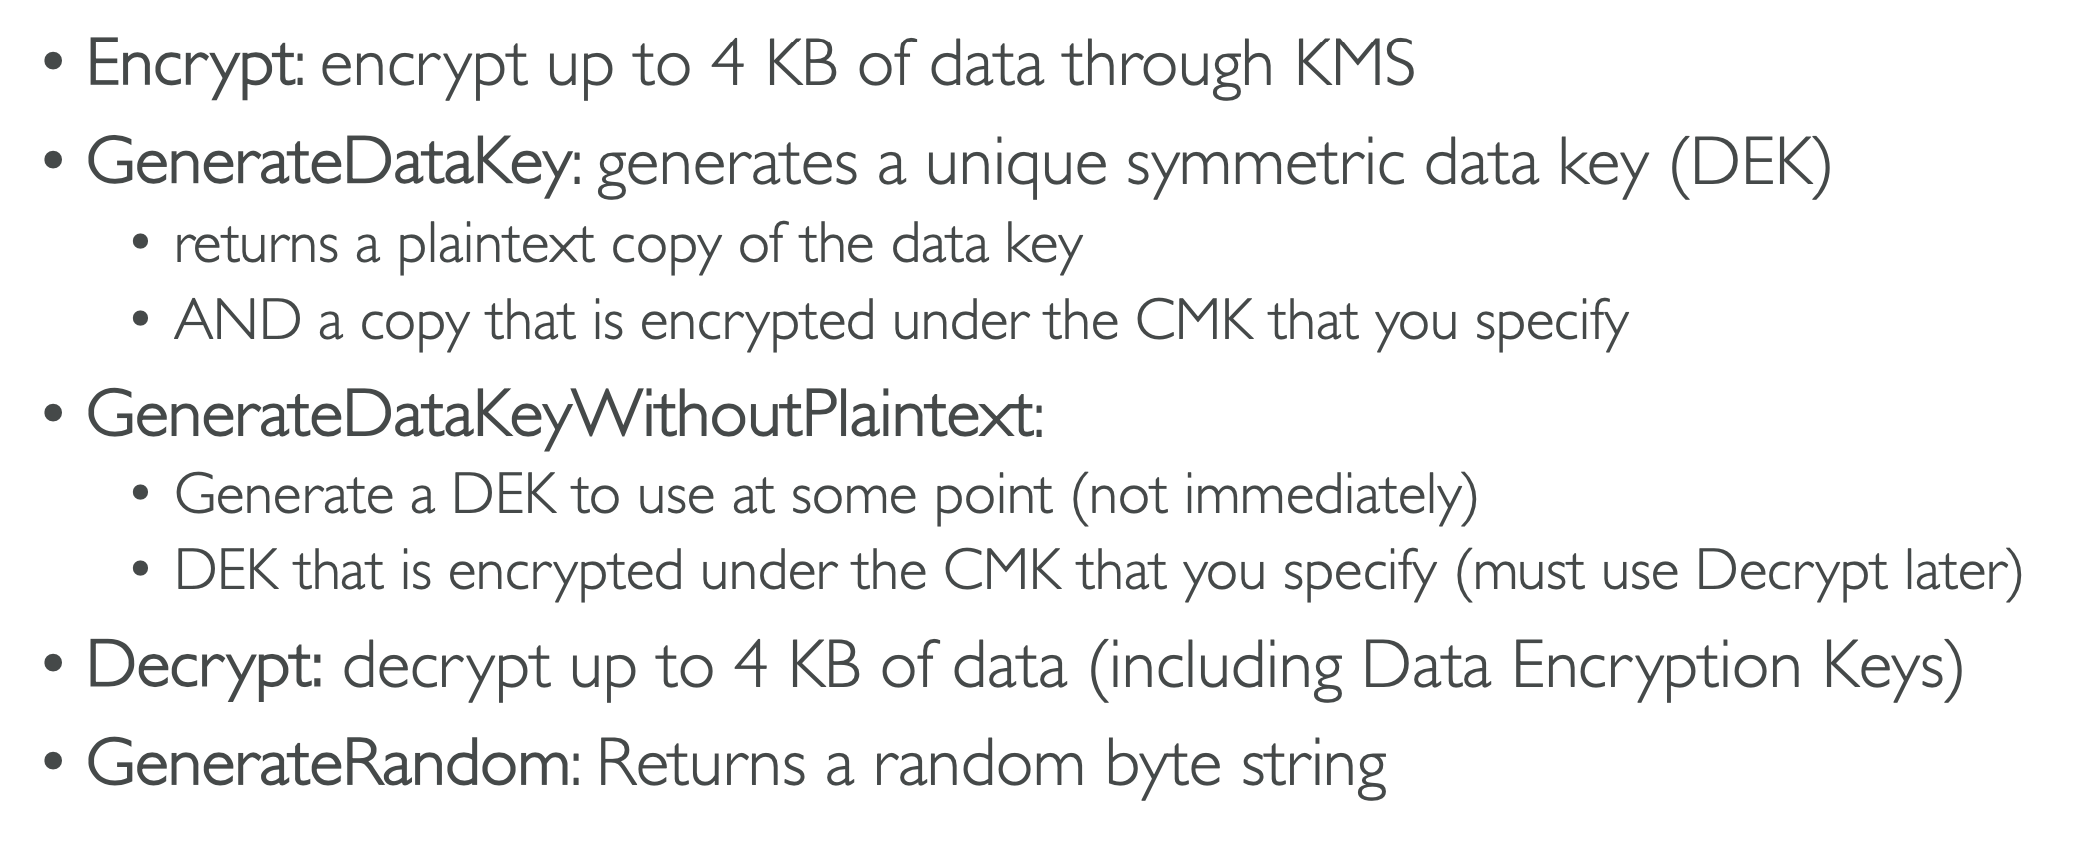 • Encrypt: encrypt up to 4 KB of data through KMS
• GenerateDataKey: generates a unique symmetric data key (DEK)
• returns a plaintext copy of the data key
• AND a copy that is encrypted under the CMK that you specify
• GenerateDataKeyWithoutPlaintext:
• Generate a DEK to use at some point (not immediately)
• DEK that is encrypted under the CMK that you specify (must use Decrypt later)
• Decrypt: decrypt up to 4 KB of data (including Data Encryption Keys)
• GenerateRandom: Returns a random byte string